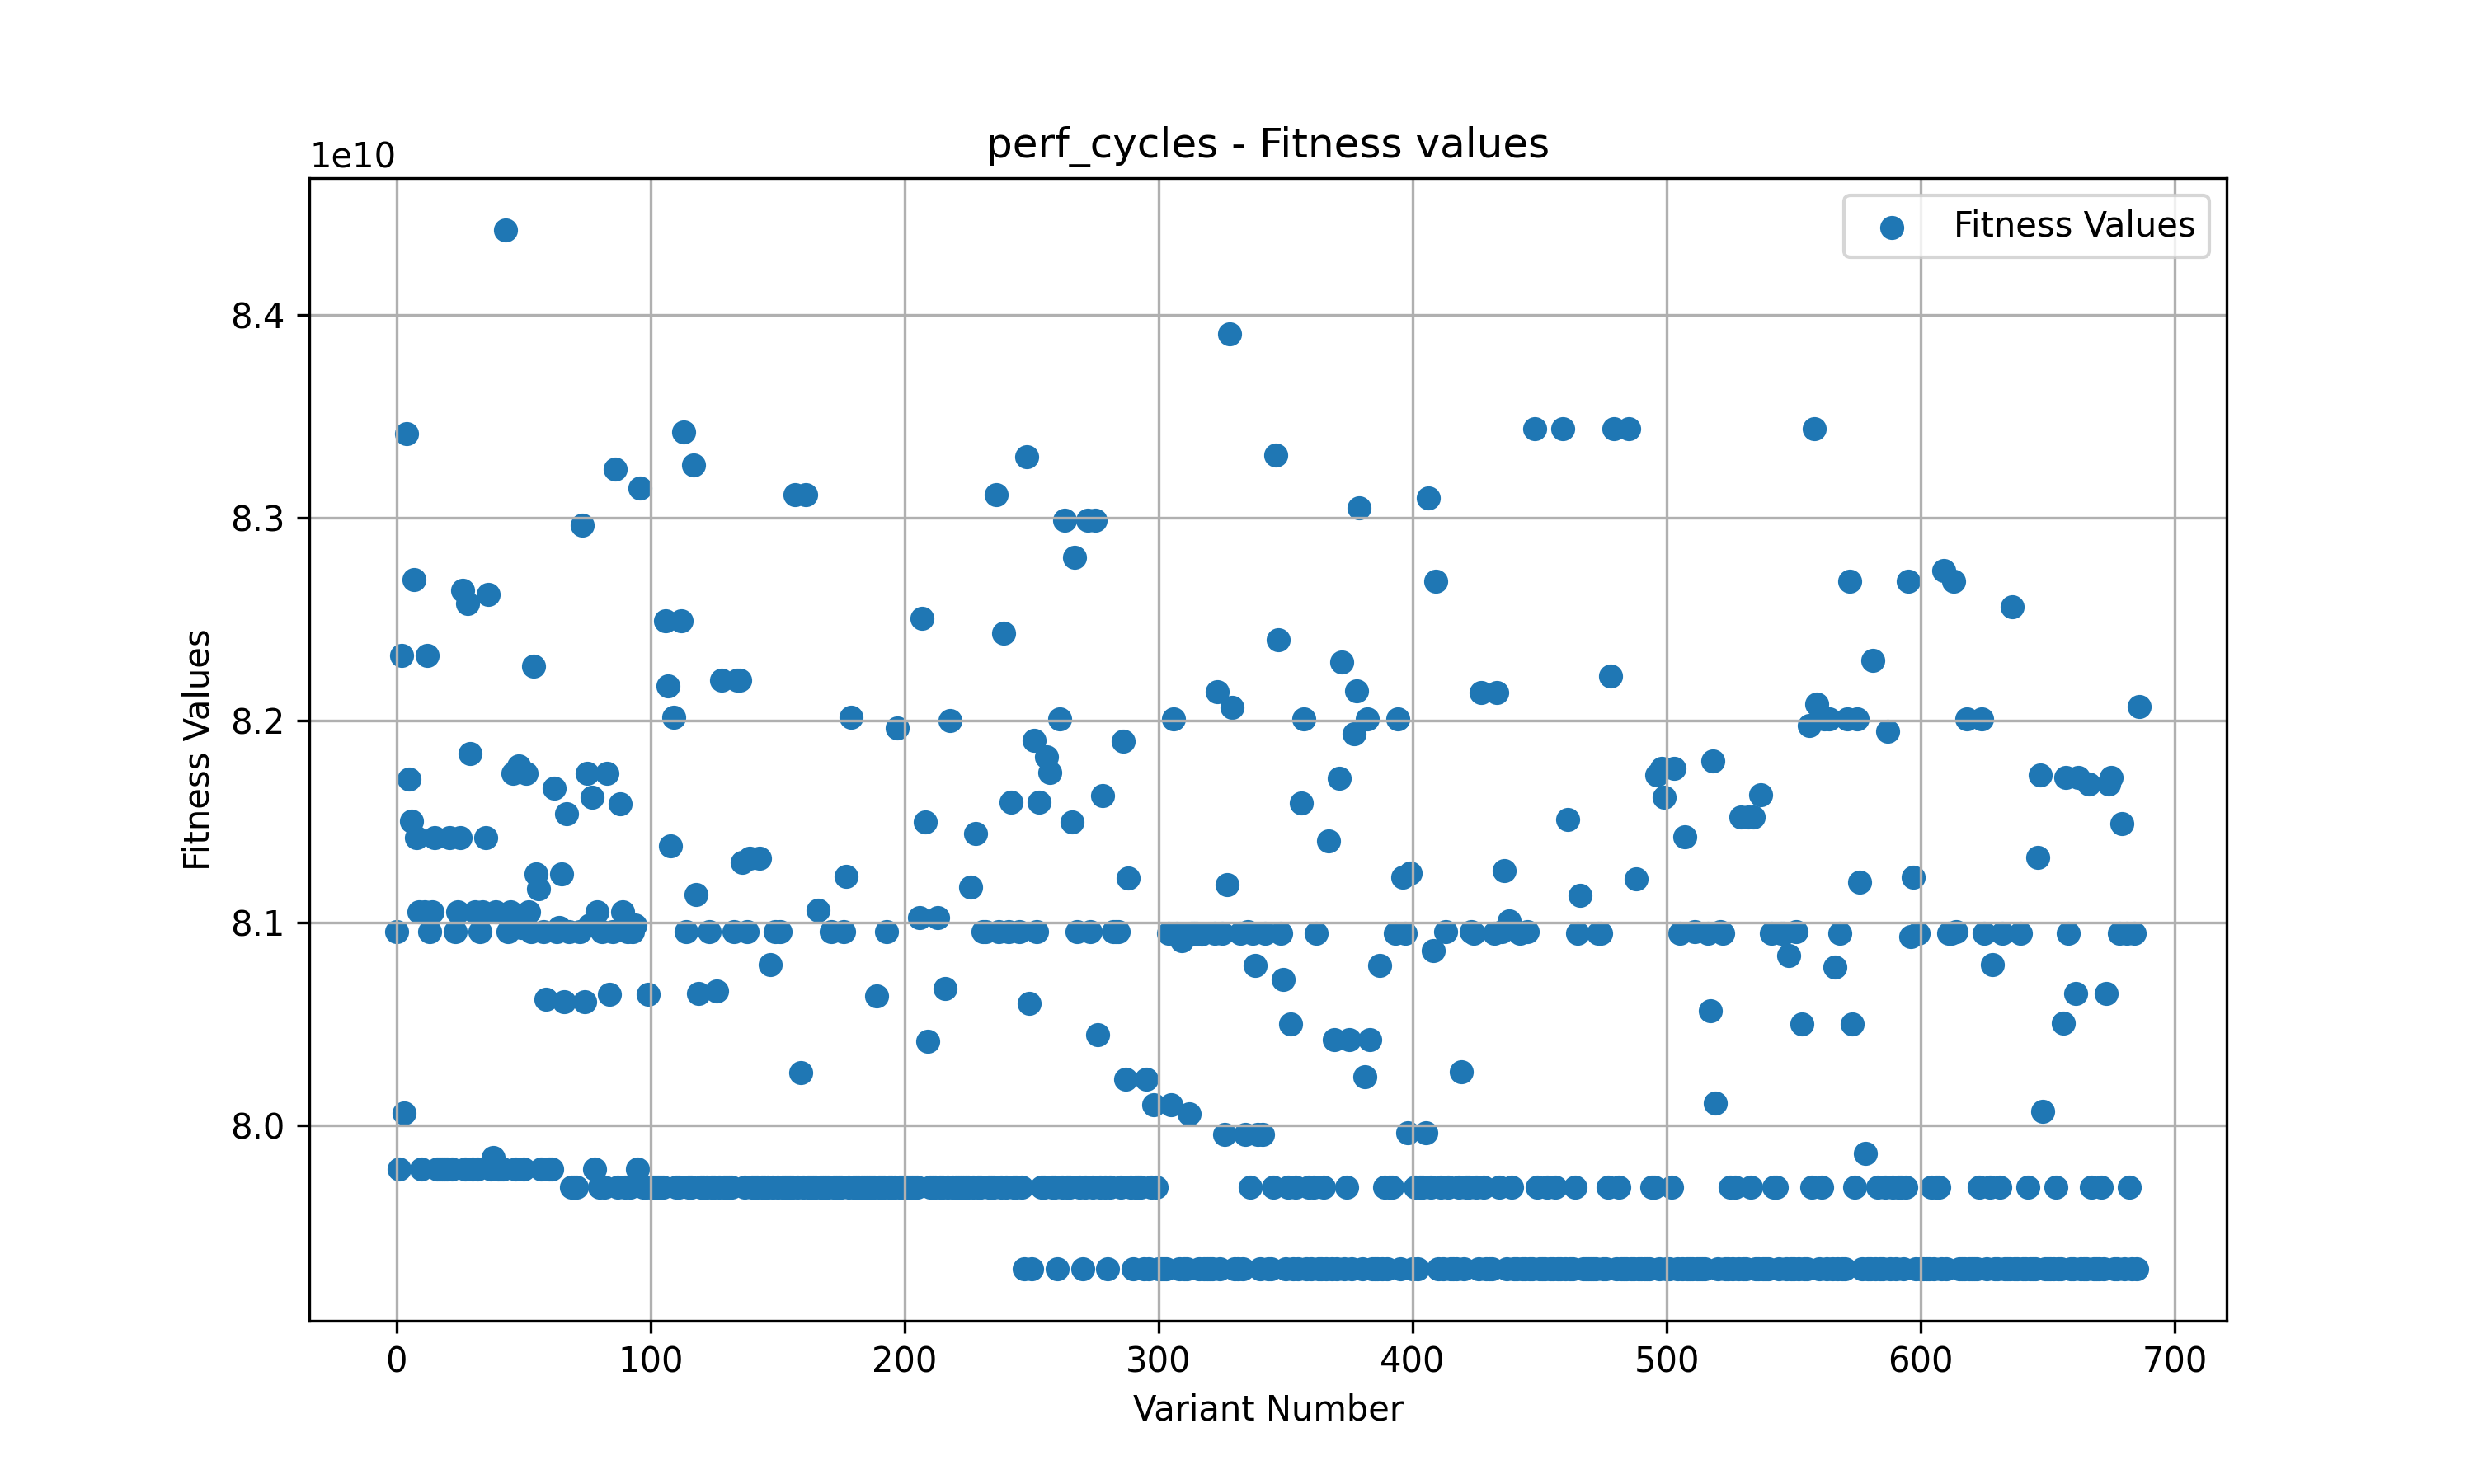 perf_cycles - Fitness values
1e10
Fitness Values
8.4
8.3
8.2
8.1
8.0
Fitness Values
0 100 200 300 400 500 600 700
Variant Number